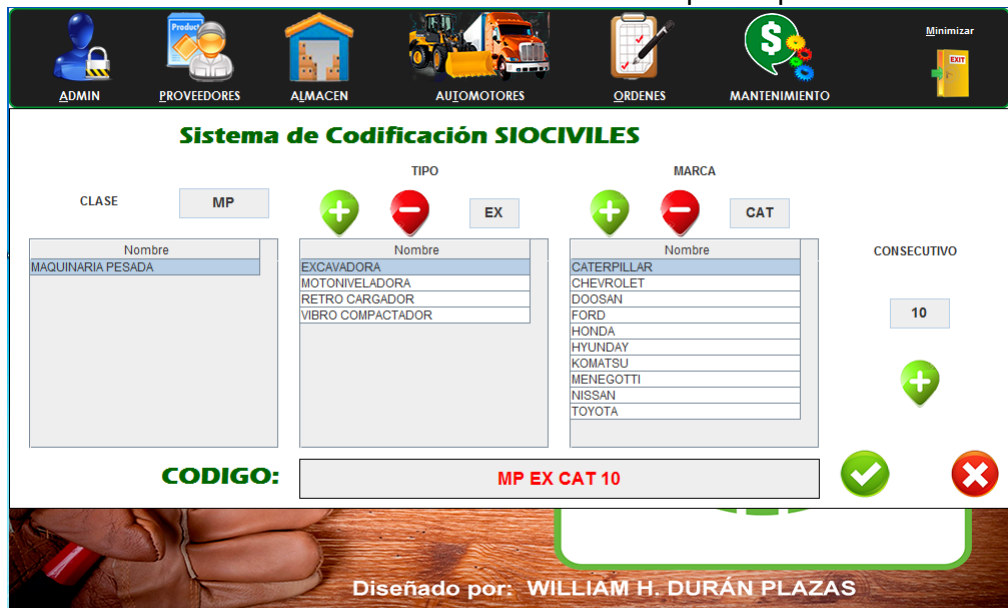 Product
EXIT
Minimizar
ADMIN
PROVEEDORES
ALMACEN
AUTOMOTORES
ORDENES
MANTENIMIENTO
Sistema de Codificación SIOCIVILES
TIPO
MARCA
CLASE
MP
EX
CAT
Nombre
MAQUINARIA PESADA
Nombre
EXCAVADORA
MOTONIVELADORA
RETRO CARGADOR
VIBRO COMPACTADOR
Nombre
CATERPILLAR
CHEVROLET
DOOSAN
FORD
HONDA
HYUNDAY
KOMATSU
MENEGOTTI
NISSAN
TOYOTA
CONSECUTIVO
10
CODIGO:
MP EX CAT 10
Diseñado por: WILLIAM H. DURÁN PLAZAS